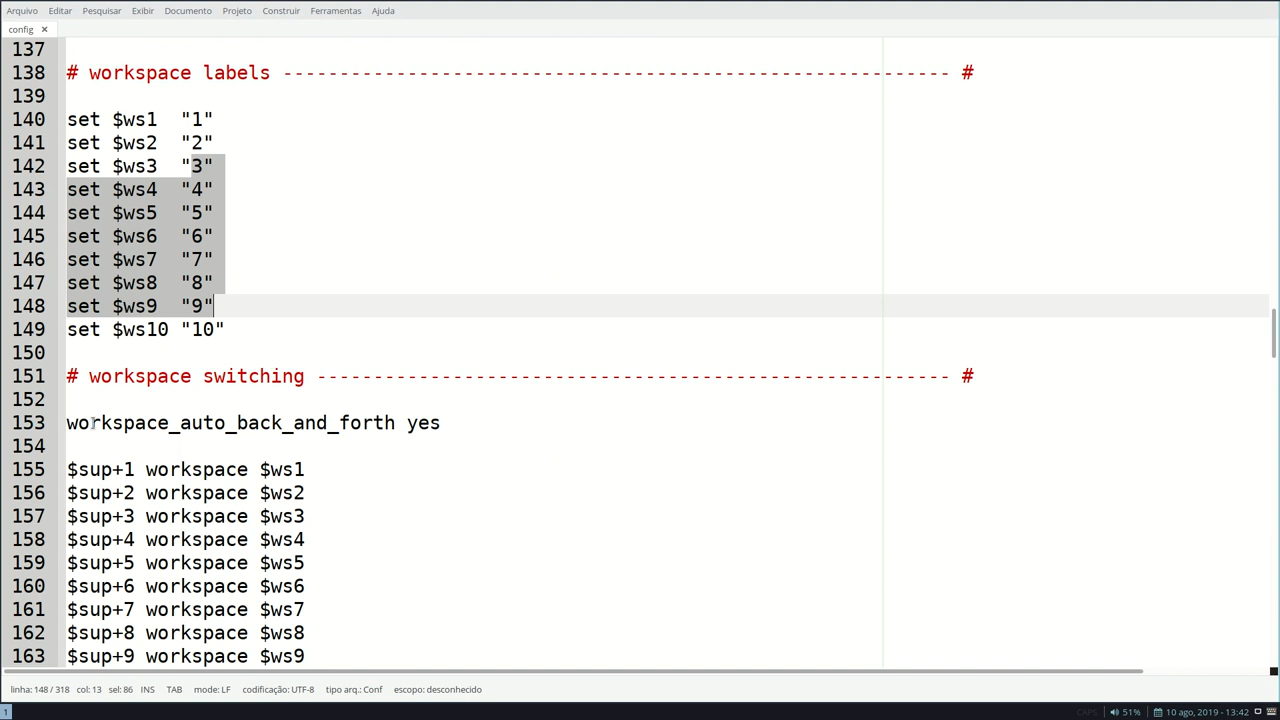 Arquivo Editar Pesquisar Exibir Documento Projeto Construir Ferramentas Ajuda
config
137
138 # workspace labels ----------------------------------------------------------- #
139
140 set $ws1  "1"
141 set $ws2  "2"
142 set $ws3  "3"
143 set $ws4  "4"
144 set $ws5  "5"
145 set $ws6  "6"
146 set $ws7  "7"
147 set $ws8  "8"
148 set $ws9  "9"
149 set $ws10 "10"
150
151 # workspace switching -------------------------------------------------------- #
152
153 workspace_auto_back_and_forth yes
154
155 $sup+1 workspace $ws1
156 $sup+2 workspace $ws2
157 $sup+3 workspace $ws3
158 $sup+4 workspace $ws4
159 $sup+5 workspace $ws5
160 $sup+6 workspace $ws6
161 $sup+7 workspace $ws7
162 $sup+8 workspace $ws8
163 $sup+9 workspace $ws9
linha: 148 / 318 col: 13 sel: 86 INS TAB mode: LF codificação: UTF-8 tipo arq.: Conf escopo: desconhecido
1 CAPS 51% 10 ago, 2019 - 13:42